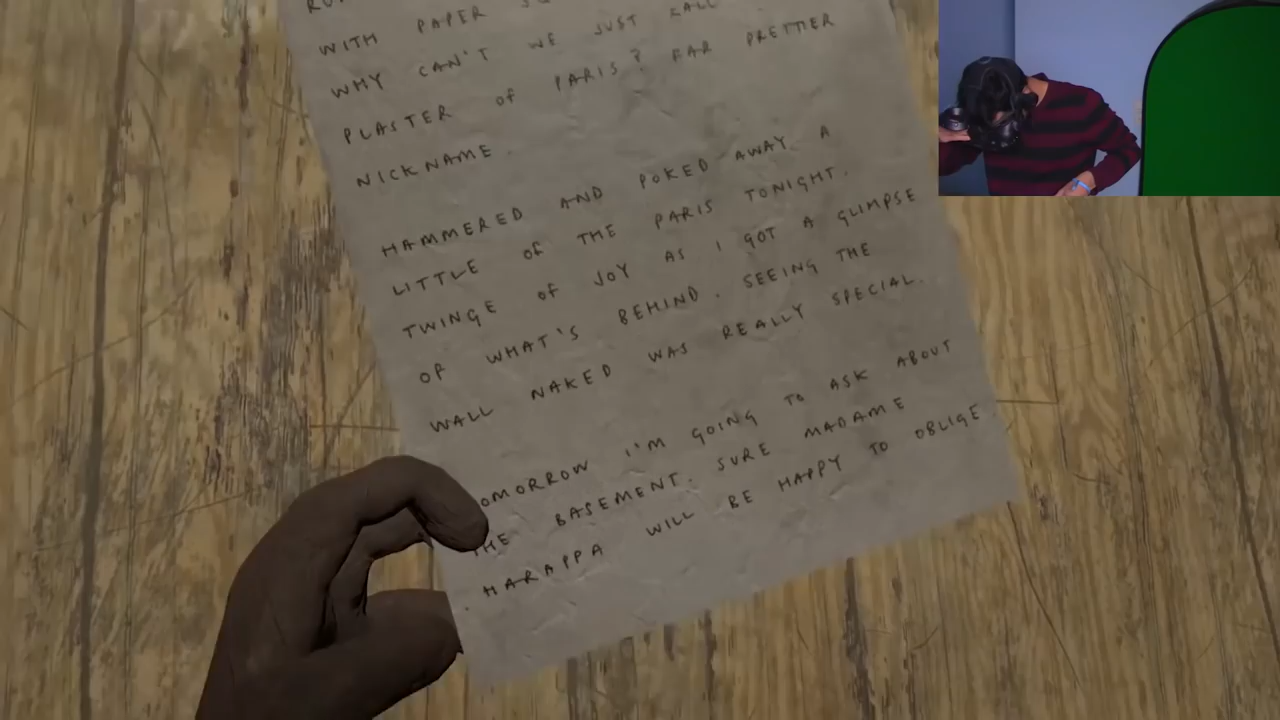 WITH PAPER
WHY CAN'T WE JUST CALL
PLASTER of PARIS? FAR PRETTIER
NICKNAME.
HAMMERED AND POKED AWAY A
LITTLE of THE PARIS TONIGHT.
TWINGE of JOY AS I GOT A GLIMPSE
OF WHAT'S BEHIND. SEEING THE
WALL NAKED WAS REALLY SPECIAL.
TOMORROW I'M GOING TO ASK ABOUT
THE BASEMENT. SURE MADAME
HARAPPA WILL BE HAPPY TO OBLIGE.